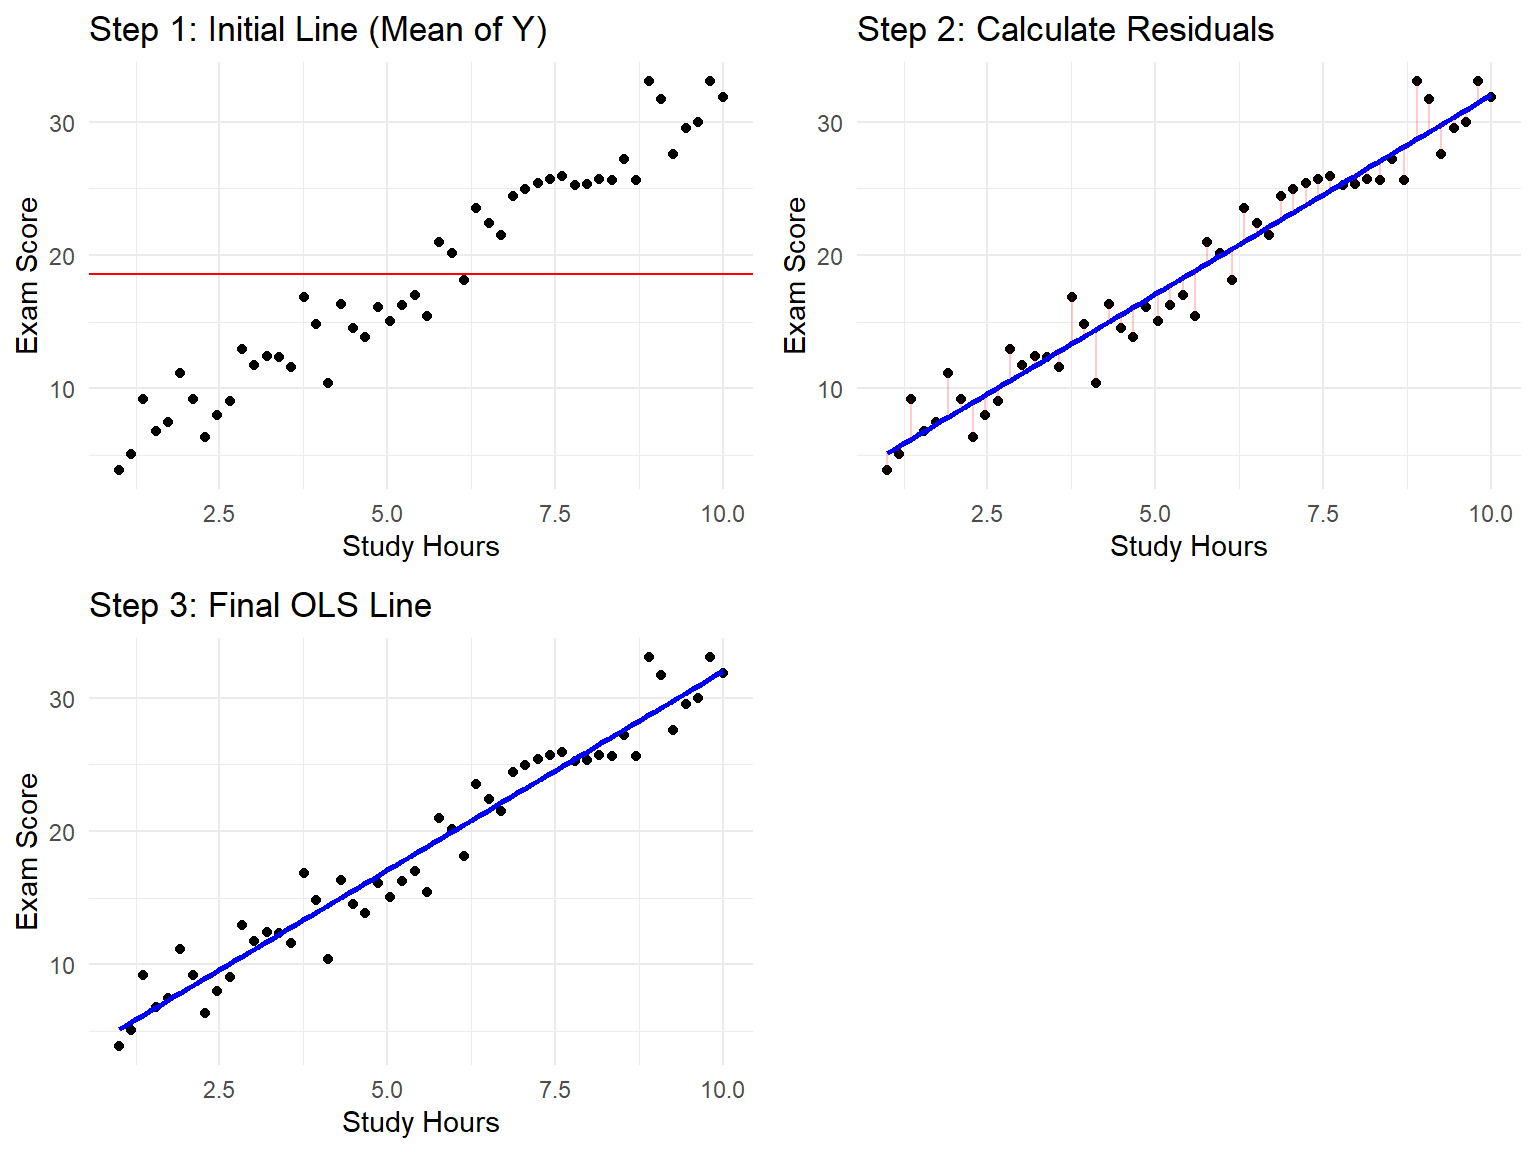 Step 1: Initial Line (Mean of Y)
Exam Score
30
20
10
2.5 5.0 7.5 10.0
Study Hours
Step 2: Calculate Residuals
Exam Score
30
20
10
2.5 5.0 7.5 10.0
Study Hours
Step 3: Final OLS Line
Exam Score
30
20
10
2.5 5.0 7.5 10.0
Study Hours